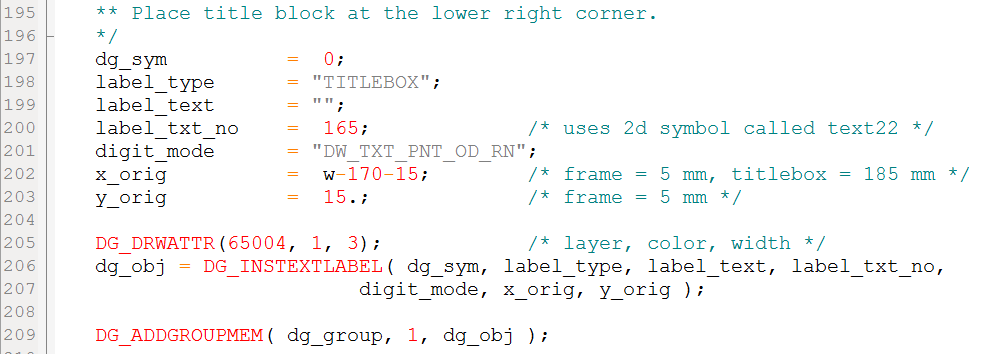 195 ** Place title block at the lower right corner.
196 */
197 dg_sym = 0;
198 label_type = "TITLEBOX";
199 label_text = "";
200 label_txt_no = 165; /* uses 2d symbol called text22 */
201 digit_mode = "DW_TXT_PNT_OD_RN";
202 x_orig = w-170-15; /* frame = 5 mm, titlebox = 185 mm */
203 y_orig = 15.; /* frame = 5 mm */
204
205 DG_DRWATTR(65004, 1, 3); /* layer, color, width */
206 dg_obj = DG_INSTEXTLABEL( dg_sym, label_type, label_text, label_txt_no,
207 digit_mode, x_orig, y_orig );
208
209 DG_ADDGROUPMEM( dg_group, 1, dg_obj );